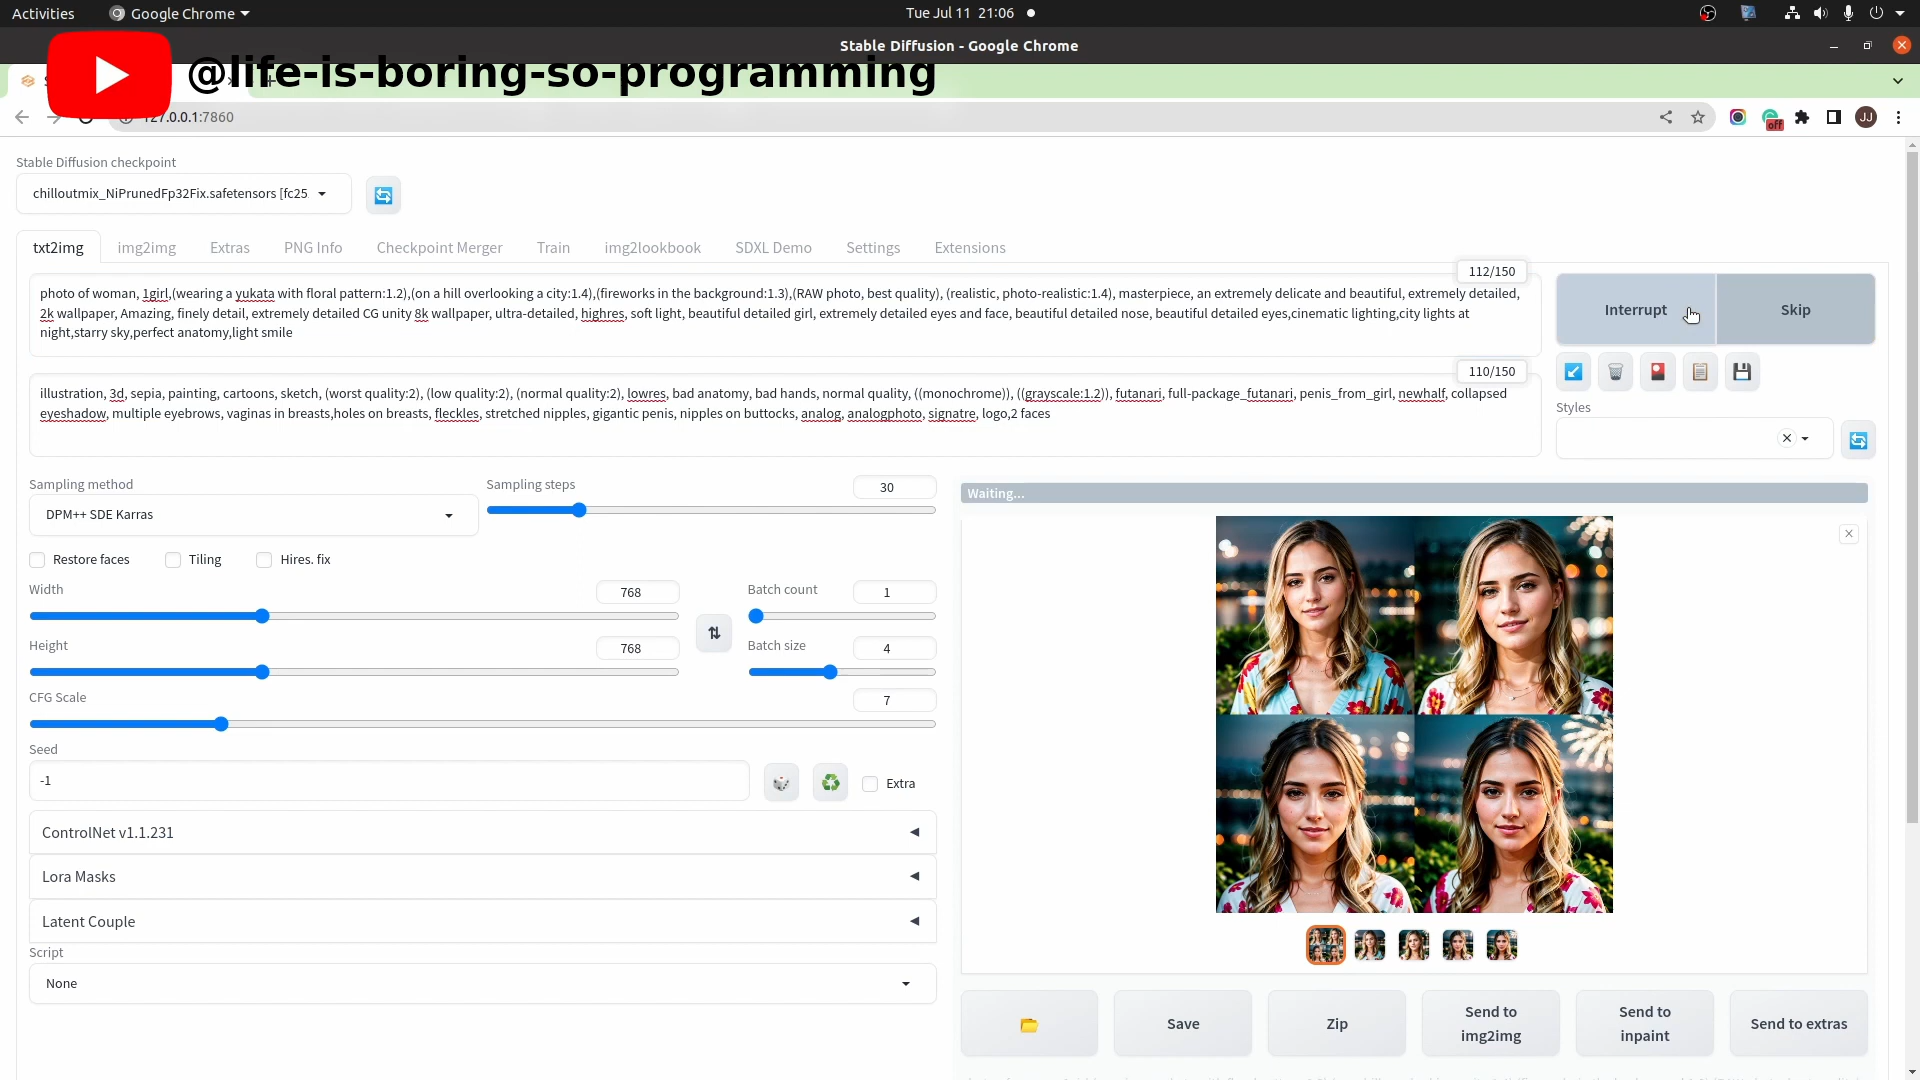 Activities
Google Chrome
Tue Jul 11 21:06
Stable Diffusion - Google Chrome
@life-is-boring-so-programming
127.0.0.1:7860
off
JJ
Stable Diffusion checkpoint
chilloutmix_NiPrunedFp32Fix.safetensors [fc25
txt2img
img2img
Extras
PNG Info
Checkpoint Merger
Train
img2lookbook
SDXL Demo
Settings
Extensions
112/150
photo of woman, 1girl,(wearing a yukata with floral pattern:1.2),(on a hill overlooking a city:1.4),(fireworks in the background:1.3),(RAW photo, best quality), (realistic, photo-realistic:1.4), masterpiece, an extremely delicate and beautiful, extremely detailed,
2k wallpaper, Amazing, finely detail, extremely detailed CG unity 8k wallpaper, ultra-detailed, highres, soft light, beautiful detailed girl, extremely detailed eyes and face, beautiful detailed nose, beautiful detailed eyes,cinematic lighting,city lights at
night,starry sky,perfect anatomy,light smile
Interrupt
Skip
110/150
illustration, 3d, sepia, painting, cartoons, sketch, (worst quality:2), (low quality:2), (normal quality:2), lowres, bad anatomy, bad hands, normal quality, ((monochrome)), ((grayscale:1.2)), futanari, full-package_futanari, penis_from_girl, newhalf, collapsed
eyeshadow, multiple eyebrows, vaginas in breasts,holes on breasts, fleckles, stretched nipples, gigantic penis, nipples on buttocks, analog, analogphoto, signatre, logo,2 faces
Styles
Sampling method
DPM++ SDE Karras
Sampling steps
30
Waiting...
Restore faces
Tiling
Hires. fix
Width
768
Batch count
1
Height
768
Batch size
4
CFG Scale
7
Seed
-1
Extra
ControlNet v1.1.231
Lora Masks
Latent Couple
Script
None
Save
Zip
Send to
img2img
Send to
inpaint
Send to extras